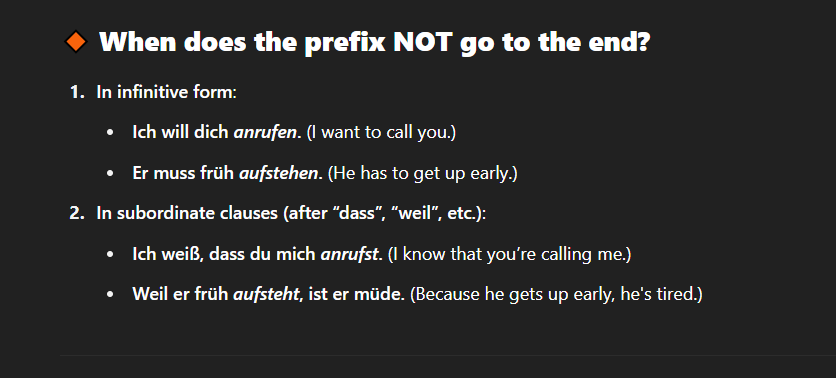 🔸 When does the prefix NOT go to the end?
1. In infinitive form:
• Ich will dich anrufen. (I want to call you.)
• Er muss früh aufstehen. (He has to get up early.)
2. In subordinate clauses (after “dass”, “weil”, etc.):
• Ich weiß, dass du mich anrufst. (I know that you’re calling me.)
• Weil er früh aufsteht, ist er müde. (Because he gets up early, he's tired.)